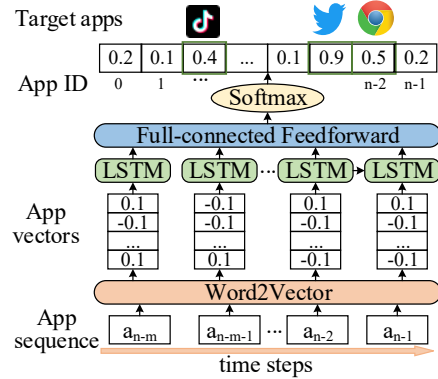 Target apps
0.2 0.1 0.4 ... 0.1 0.9 0.5 0.2
App ID 0 1 ... n-2 n-1
Softmax
Full-connected Feedforward
LSTM LSTM ... LSTM LSTM
App vectors
0.1 -0.1 0.1 0.1
-0.1 0.1 -0.1 -0.1
... ... ... ...
0.1 0.1 -0.1 0.1
Word2Vector
App sequence
an-m an-m-1 ... an-2 an-1
time steps